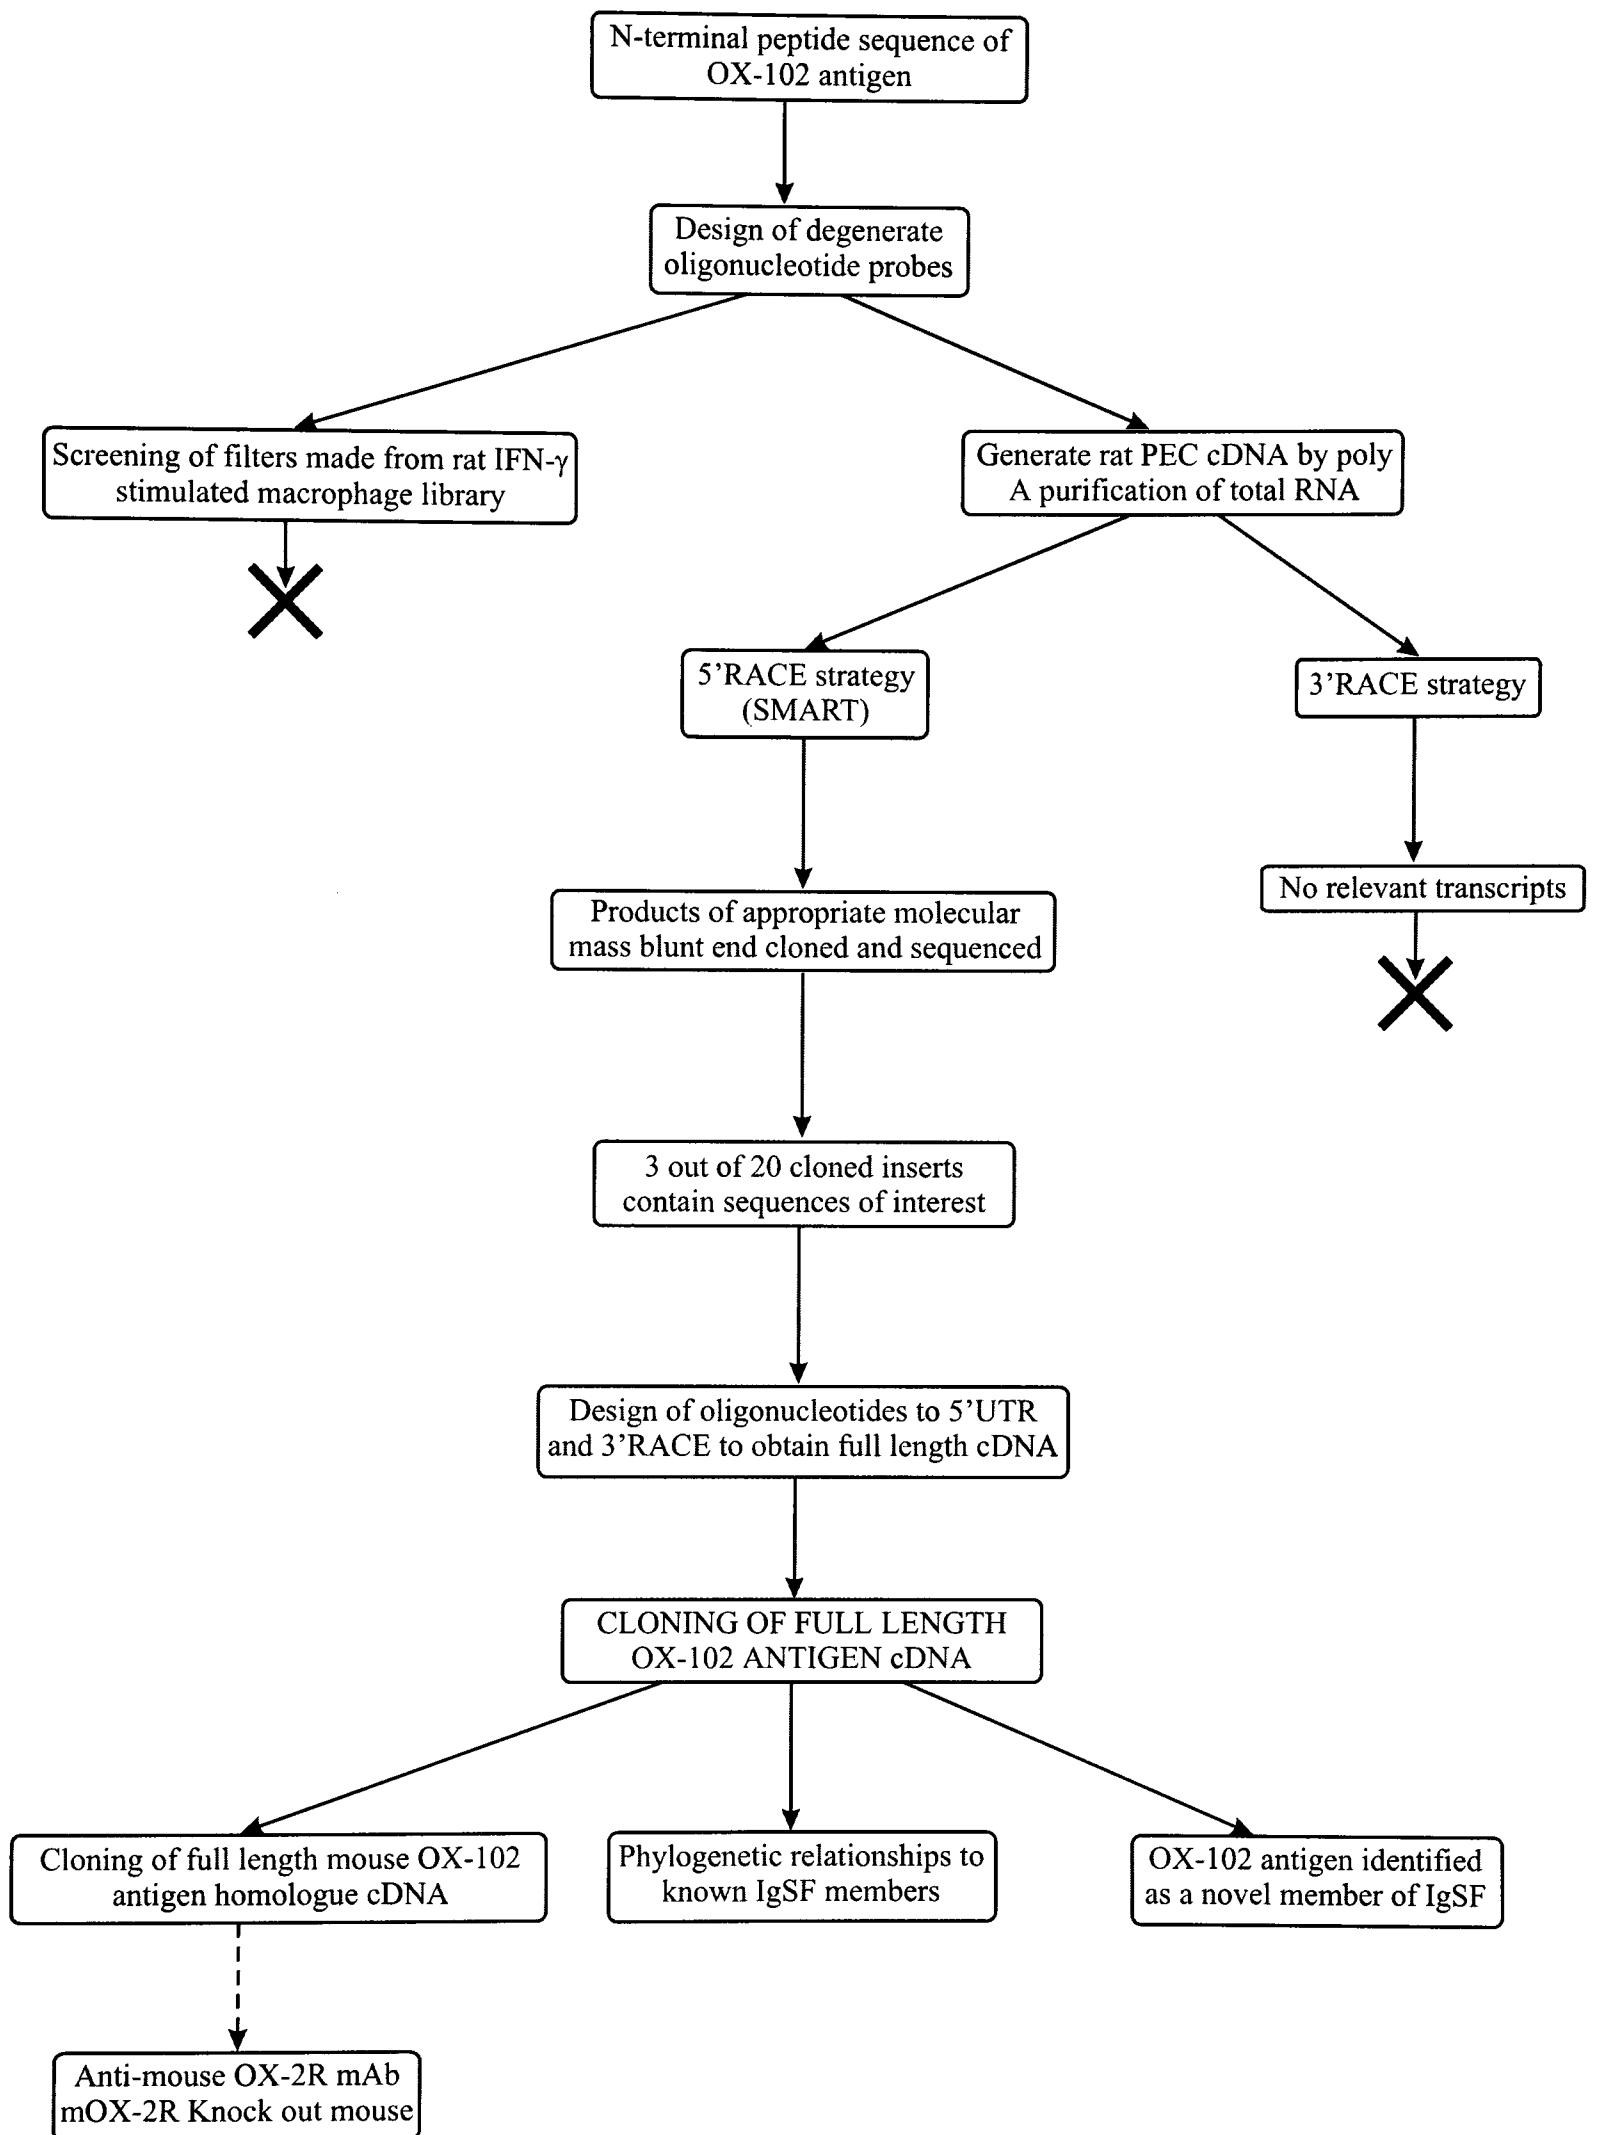 N-terminal peptide sequence of
OX-102 antigen
Design of degenerate
oligonucleotide probes
Screening of filters made from rat IFN-γ
stimulated macrophage library
Generate rat PEC cDNA by poly
A purification of total RNA
5’RACE strategy
(SMART)
3’RACE strategy
No relevant transcripts
Products of appropriate molecular
mass blunt end cloned and sequenced
3 out of 20 cloned inserts
contain sequences of interest
Design of oligonucleotides to 5’UTR
and 3’RACE to obtain full length cDNA
CLONING OF FULL LENGTH
OX-102 ANTIGEN cDNA
Cloning of full length mouse OX-102
antigen homologue cDNA
Phylogenetic relationships to
known IgSF members
OX-102 antigen identified
as a novel member of IgSF
Anti-mouse OX-2R mAb
mOX-2R Knock out mouse